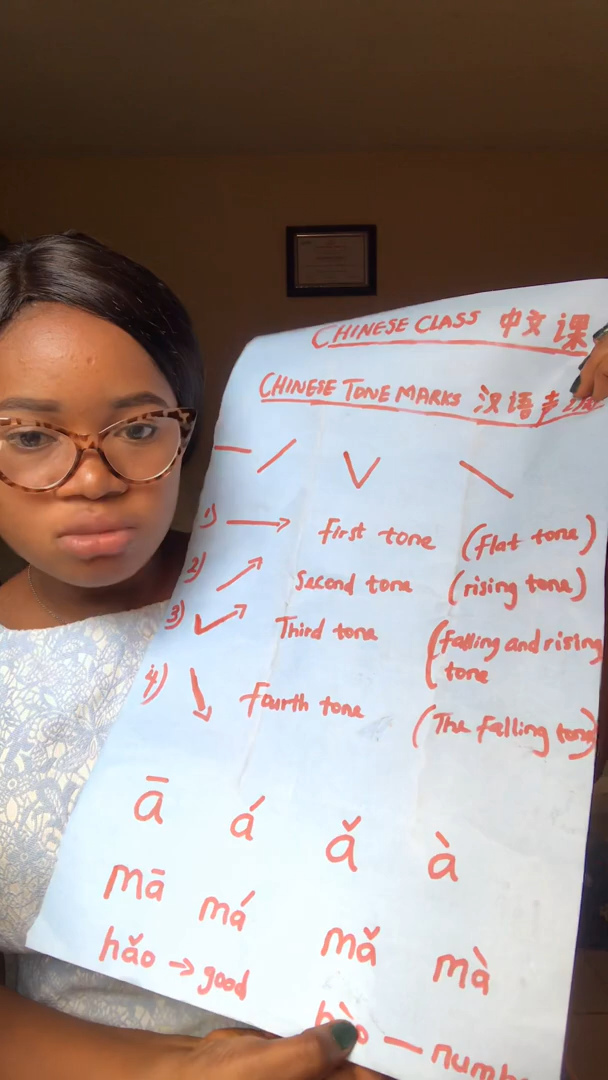 CHINESE CLASS 中文课
CHINESE TONE MARKS 汉语声
1) → First tone (flat tone)
2) Second tone (rising tone)
3) Third tone (falling and rising tone
4) Fourth tone (The falling tone)
ā á ǎ à
mā má mǎ mà
hǎo → good